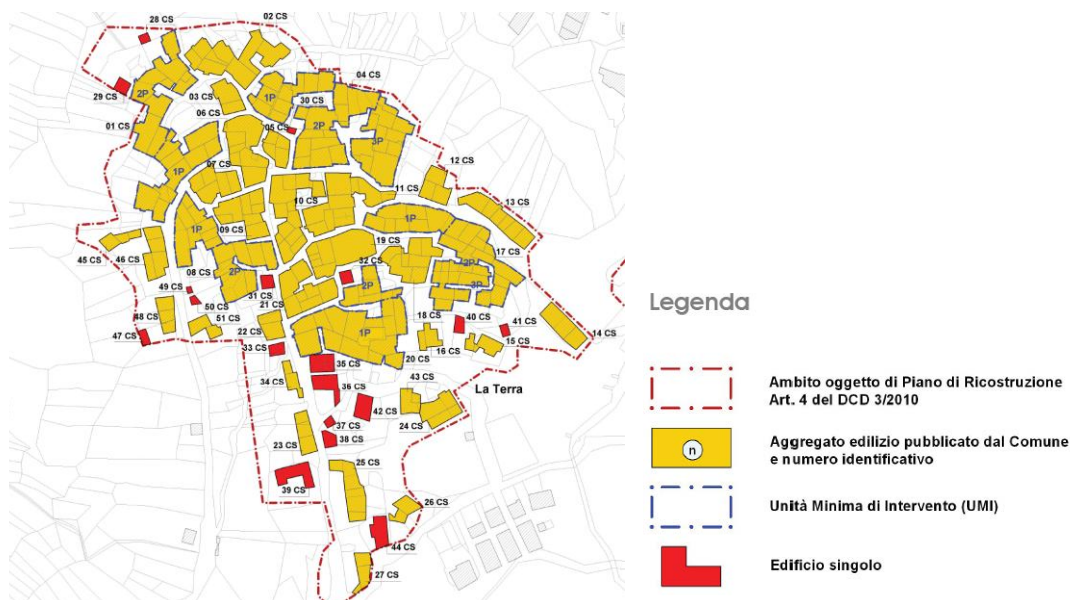 28 CS
02 CS
04 CS
2P
29 CS
03 CS
1P
30 CS
06 CS
2P
01 CS
05 CS
3P
07 CS
12 CS
1P
11 CS
13 CS
10 CS
1P
1P
09 CS
19 CS
17 CS
45 CS
46 CS
08 CS
2P
32 CS
2P
49 CS
31 CS
2P
3P
50 CS
21 CS
48 CS
51 CS
18 CS
40 CS
41 CS
47 CS
22 CS
1P
14 CS
33 CS
16 CS
15 CS
20 CS
35 CS
43 CS
34 CS
36 CS
La Terra
42 CS
37 CS
24 CS
23 CS
38 CS
25 CS
39 CS
26 CS
44 CS
27 CS
Legenda
Ambito oggetto di Piano di Ricostruzione
Art. 4 del DCD 3/2010
n
Aggregato edilizio pubblicato dal Comune
e numero identificativo
Unità Minima di Intervento (UMI)
Edificio singolo